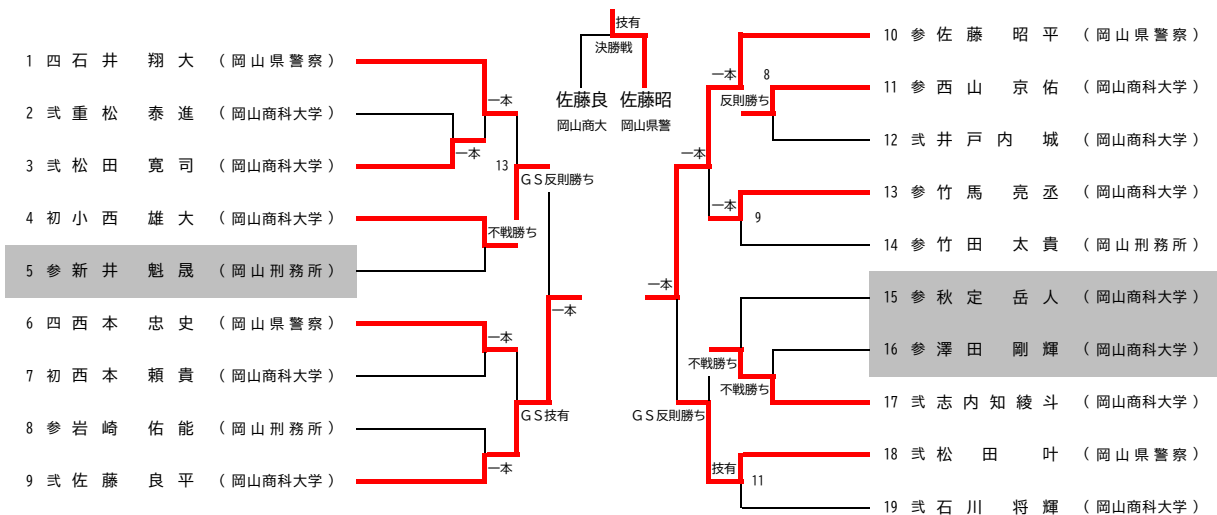 技有
決勝戦
佐藤良 佐藤昭
岡山商大 岡山県警
1 四 石井 翔大 (岡山県警察)
2 弐 重松 泰進 (岡山商科大学)
3 弐 松田 寛司 (岡山商科大学)
4 初 小西 雄大 (岡山商科大学)
5 参 新井 魁晟 (岡山刑務所)
6 四 西本 忠史 (岡山県警察)
7 初 西本 頼貴 (岡山商科大学)
8 参 岩崎 佑能 (岡山刑務所)
9 弐 佐藤 良平 (岡山商科大学)
一本
一本
13
GS反則勝ち
不戦勝ち
一本
一本
GS技有
一本
10 参 佐藤 昭平 (岡山県警察)
11 参 西山 京佑 (岡山商科大学)
12 弐 井戸内 城 (岡山商科大学)
13 参 竹馬 亮丞 (岡山商科大学)
14 参 竹田 太貴 (岡山刑務所)
15 参 秋定 岳人 (岡山商科大学)
16 参 澤田 剛輝 (岡山商科大学)
17 弐 志内知綾斗 (岡山商科大学)
18 弐 松田 叶 (岡山県警察)
19 弐 石川 将輝 (岡山商科大学)
一本 8
反則勝ち
一本
一本 9
一本
不戦勝ち
不戦勝ち
GS反則勝ち
技有 11